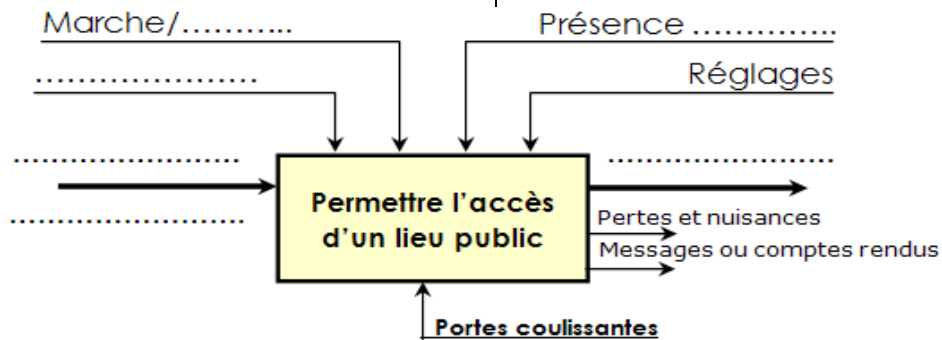 Marche/………..
Présence …………..
…………………
Réglages
……………………
……………………
Permettre l’accès
d’un lieu public
Pertes et nuisances
…………………….
Messages ou comptes rendus
Portes coulissantes